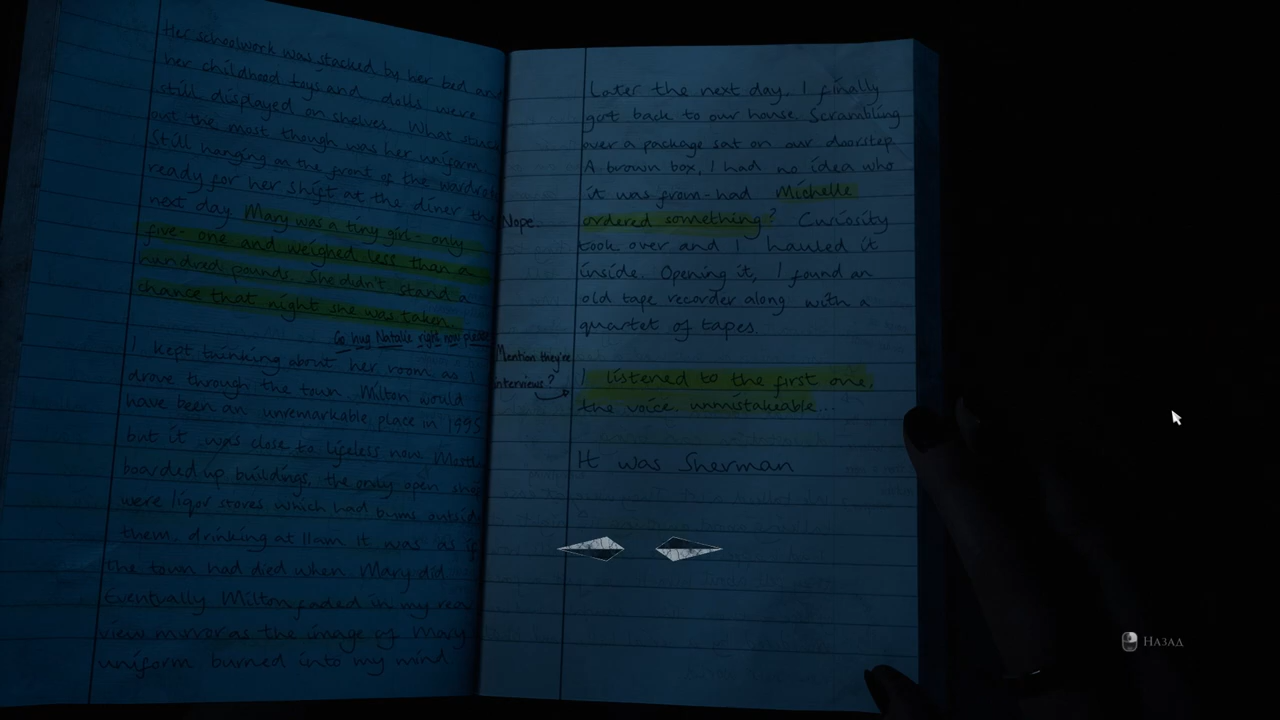 Her schoolwork was stacked by her bed and
her childhood toys and dolls were
still displayed on shelves. What stuck
out the most though was her uniform.
Still hanging on the front of the wardrobe
ready for her shift at the diner the
next day. Mary was a tiny girl - only
five-one and weighed less than a
hundred pounds. She didn't stand a
chance that night she was taken.
Go hug Natalie right now please
I kept thinking about her room as I
drove through the town. Milton would
have been an unremarkable place in 1995
but it was close to lifeless now. Mostly
boarded up buildings, the only open shops
were liqor stores which had bums outside
them, drinking at 11am. It was as if
the town had died when Mary did.
Eventually Milton faded in my rea
view mirror as the image of Mary
uniform burned into my mind
Later the next day, I finally
got back to our house. Scrambling
over a package sat on our doorstep.
A brown box, I had no idea who
it was from - had Michelle
Nope.
ordered something? Curiosity
took over and I hauled it
inside. Opening it, I found an
old tape recorder along with a
quartet of tapes.
Mention they're
interviews?
I listened to the first one,
the voice unmistakeable...
It was Sherman
Назад